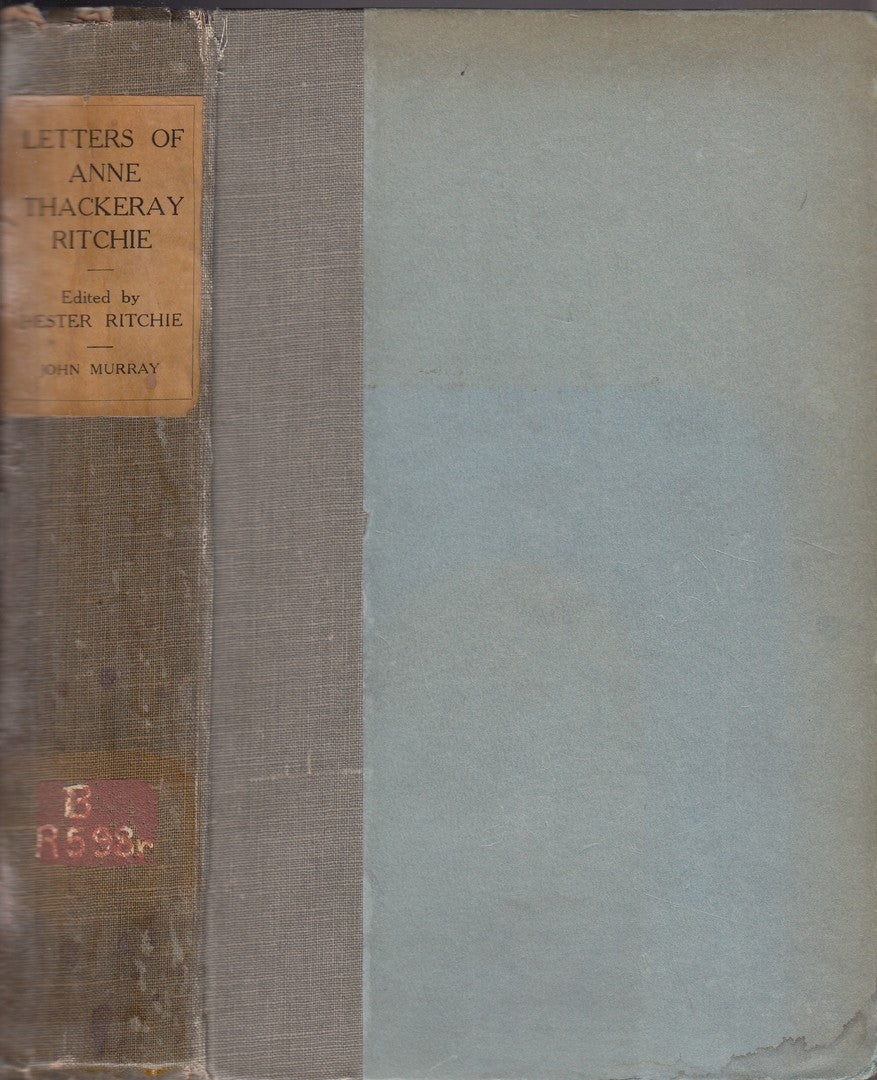 LETTERS OF
ANNE
THACKERAY
RITCHIE
Edited by
HESTER RITCHIE
JOHN MURRAY
B
R598r